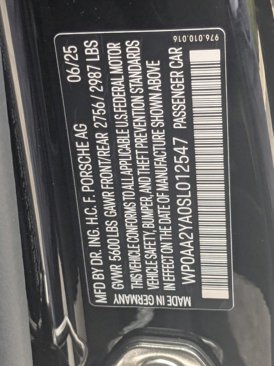 MFD BY DR. ING. H.C. F. PORSCHE AG 06/25
GVWR 5600 LBS GAWR FRONT/REAR 2756 / 2987 LBS
THIS VEHICLE CONFORMS TO ALL APPLICABLE U.S. FEDERAL MOTOR
VEHICLE SAFETY, BUMPER, AND THEFT PREVENTION STANDARDS
IN EFFECT ON THE DATE OF MANUFACTURE SHOWN ABOVE
WP0AA2YA0SL012547 PASSENGER CAR
MADE IN GERMANY
976.010.016